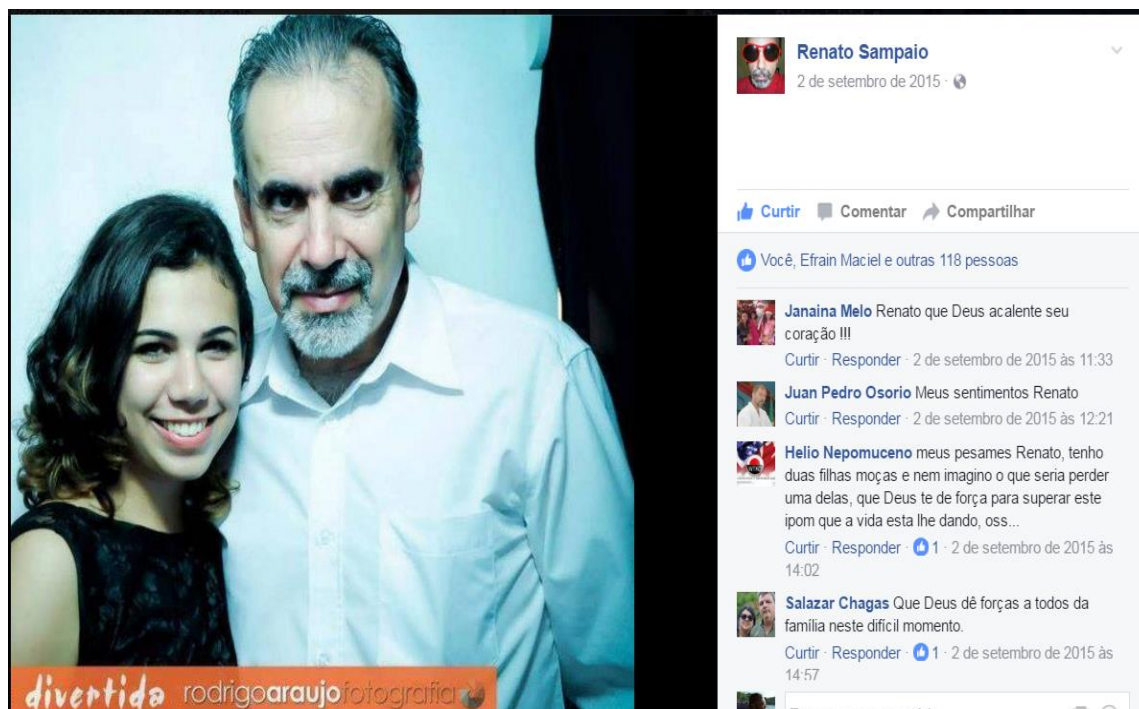 Renato Sampaio
2 de setembro de 2015 ·
Curtir Comentar Compartilhar
Você, Efrain Maciel e outras 118 pessoas
Janaina Melo Renato que Deus acalente seu
coração !!!
Curtir · Responder · 2 de setembro de 2015 às 11:33
Juan Pedro Osorio Meus sentimentos Renato
Curtir · Responder · 2 de setembro de 2015 às 12:21
Helio Nepomuceno meus pesames Renato, tenho
duas filhas moças e nem imagino o que seria perder
uma delas, que Deus te de força para superar este
ipom que a vida esta lhe dando, oss...
Curtir · Responder · 1 · 2 de setembro de 2015 às
14:02
Salazar Chagas Que Deus dê forças a todos da
família neste difícil momento.
Curtir · Responder · 1 · 2 de setembro de 2015 às
14:57
divertida rodrigoaraujofotografia